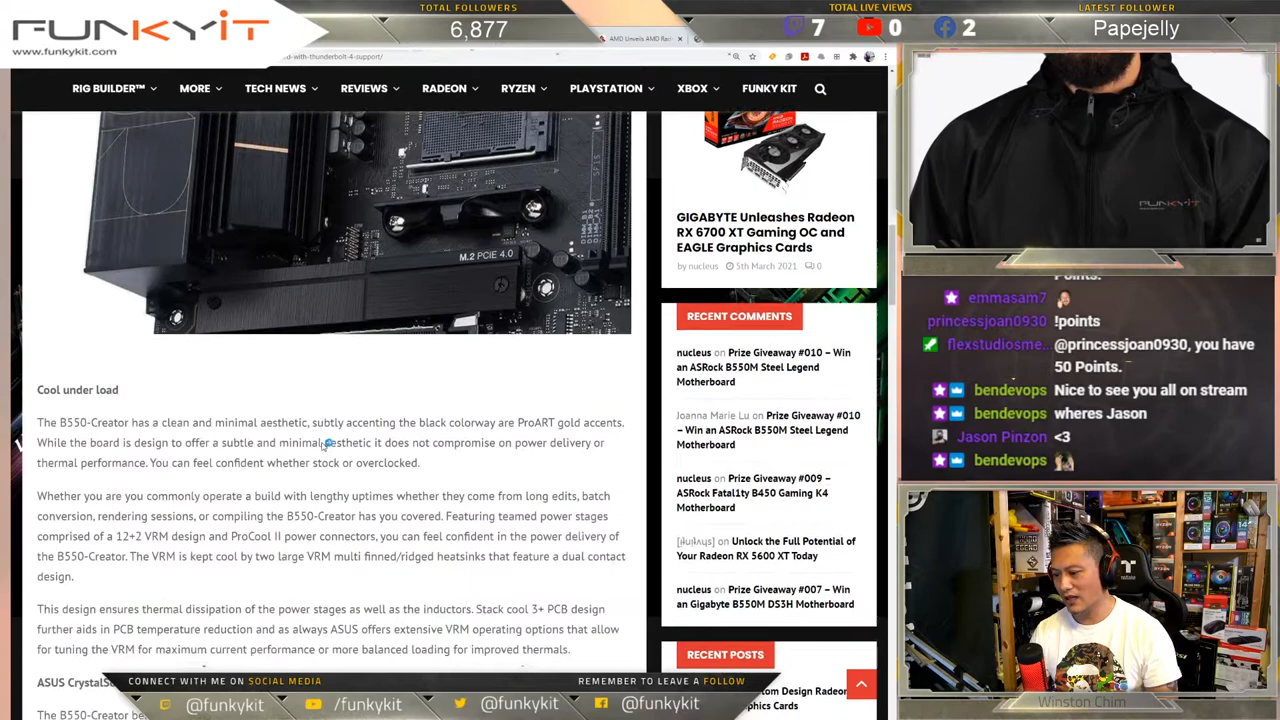 FUNKYiT
www.funkykit.com
TOTAL FOLLOWERS
6,877
TOTAL LIVE VIEWS
7
0
2
LATEST FOLLOWER
Papejelly
d-with-thunderbolt-4-support/
RIG BUILDER™
MORE
TECH NEWS
REVIEWS
RADEON
RYZEN
PLAYSTATION
XBOX
FUNKY KIT
M.2 PCIE 4.0
Cool under load
The B550-Creator has a clean and minimal aesthetic, subtly accenting the black colorway are ProART gold accents.
While the board is design to offer a subtle and minimal aesthetic it does not compromise on power delivery or
thermal performance. You can feel confident whether stock or overclocked.
Whether you are you commonly operate a build with lengthy uptimes whether they come from long edits, batch
conversion, rendering sessions, or compiling the B550-Creator has you covered. Featuring teamed power stages
comprised of a 12+2 VRM design and ProCool II power connectors, you can feel confident in the power delivery of
the B550-Creator. The VRM is kept cool by two large VRM multi finned/ridged heatsinks that feature a dual contact
design.
This design ensures thermal dissipation of the power stages as well as the inductors. Stack cool 3+ PCB design
further aids in PCB temperature reduction and as always ASUS offers extensive VRM operating options that allow
for tuning the VRM for maximum current performance or more balanced loading for improved thermals.
GIGABYTE Unleashes Radeon
RX 6700 XT Gaming OC and
EAGLE Graphics Cards
by nucleus 5th March 2021 0
RECENT COMMENTS
nucleus on Prize Giveaway #010 – Win
an ASRock B550M Steel Legend
Motherboard
Joanna Marie Lu on Prize Giveaway #010
– Win an ASRock B550M Steel Legend
Motherboard
nucleus on Prize Giveaway #009 –
ASRock Fatal1ty B450 Gaming K4
Motherboard
on Unlock the Full Potential of
Your Radeon RX 5600 XT Today
nucleus on Prize Giveaway #007 – Win
an Gigabyte B550M DS3H Motherboard
RECENT POSTS
FUNKYiT
Points.
emmasam7
princessjoan0930 !points
flexstudiosme... @princessjoan0930, you have
50 Points.
bendevops Nice to see you all on stream
bendevops wheres Jason
Jason Pinzon <3
bendevops
Winston Chim
CONNECT WITH ME ON SOCIAL MEDIA
REMEMBER TO LEAVE A FOLLOW
@funkykit
/funkykit
@funkykit
@funkykit